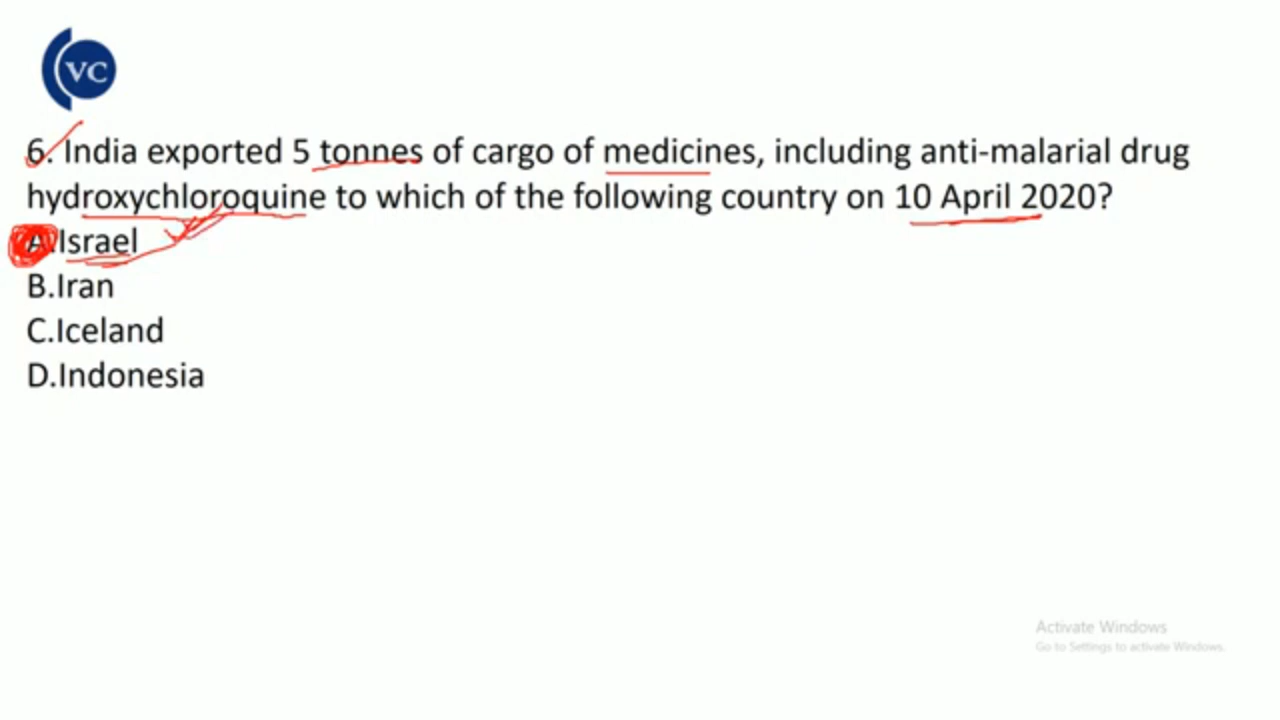 VC
6. India exported 5 tonnes of cargo of medicines, including anti-malarial drug
hydroxychloroquine to which of the following country on 10 April 2020?
A.Israel
B.Iran
C.Iceland
D.Indonesia
Activate Windows
Go to Settings to activate Windows.